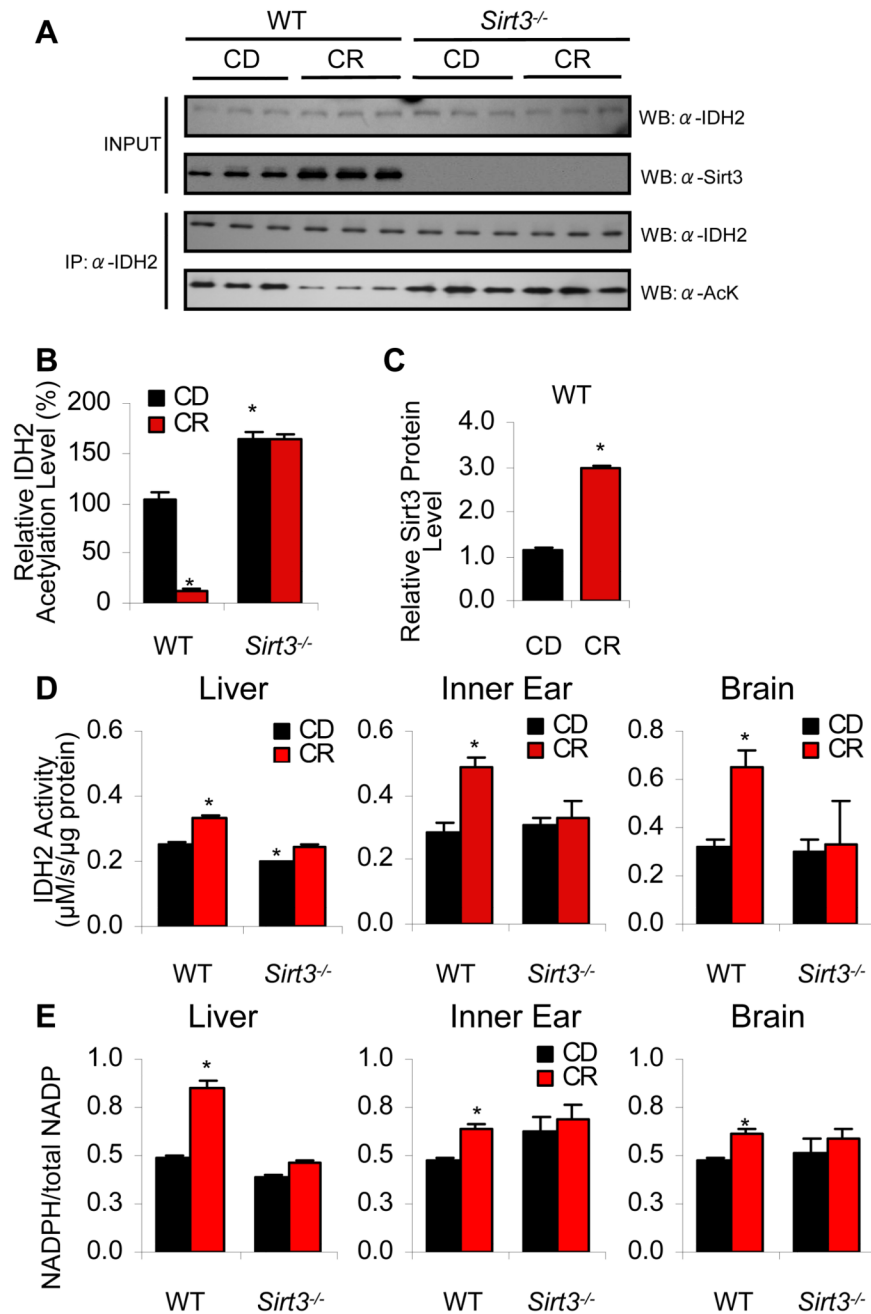 A
WT Sirt3-/-
CD CR CD CR
INPUT
WB: α-IDH2
WB: α-Sirt3
IP: α-IDH2
WB: α-IDH2
WB: α-AcK
B
Relative IDH2
Acetylation Level (%)
CD
CR
200
150
100
50
0
*
*
WT Sirt3-/-
C
WT
Relative Sirt3 Protein
Level
4.0
3.0
2.0
1.0
0.0
*
CD CR
D
Liver
IDH2 Activity
(μM/s/μg protein)
0.6
0.4
0.2
0.0
CD
CR
*
*
WT Sirt3-/-
Inner Ear
0.6
0.4
0.2
0.0
CD
CR
*
WT Sirt3-/-
Brain
0.8
0.6
0.4
0.2
0.0
CD
CR
*
WT Sirt3-/-
E
Liver
NADPH/total NADP
1.0
0.8
0.5
0.3
0.0
*
WT Sirt3-/-
Inner Ear
1.0
0.8
0.5
0.3
0.0
CD
CR
*
WT Sirt3-/-
Brain
1.0
0.8
0.5
0.3
0.0
*
WT Sirt3-/-